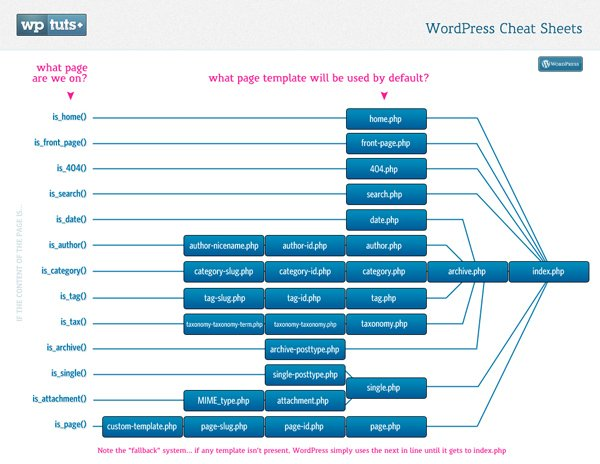 wp tuts+
WordPress Cheat Sheets
WORDPRESS
what page
are we on?
what page template will be used by default?
IF THE CONTENT OF THE PAGE IS...
is_home() home.php
is_front_page() front-page.php
is_404() 404.php
is_search() search.php
is_date() date.php
is_author() author-nicename.php author-id.php author.php
is_category() category-slug.php category-id.php category.php archive.php index.php
is_tag() tag-slug.php tag-id.php tag.php
is_tax() taxonomy-taxonomy-term.php taxonomy-taxonomy.php taxonomy.php
is_archive() archive-posttype.php
is_single() single-posttype.php
single.php
is_attachment() MIME_type.php attachment.php
is_page() custom-template.php page-slug.php page-id.php page.php
Note the "fallback" system... if any template isn't present, WordPress simply uses the next in line until it gets to index.php